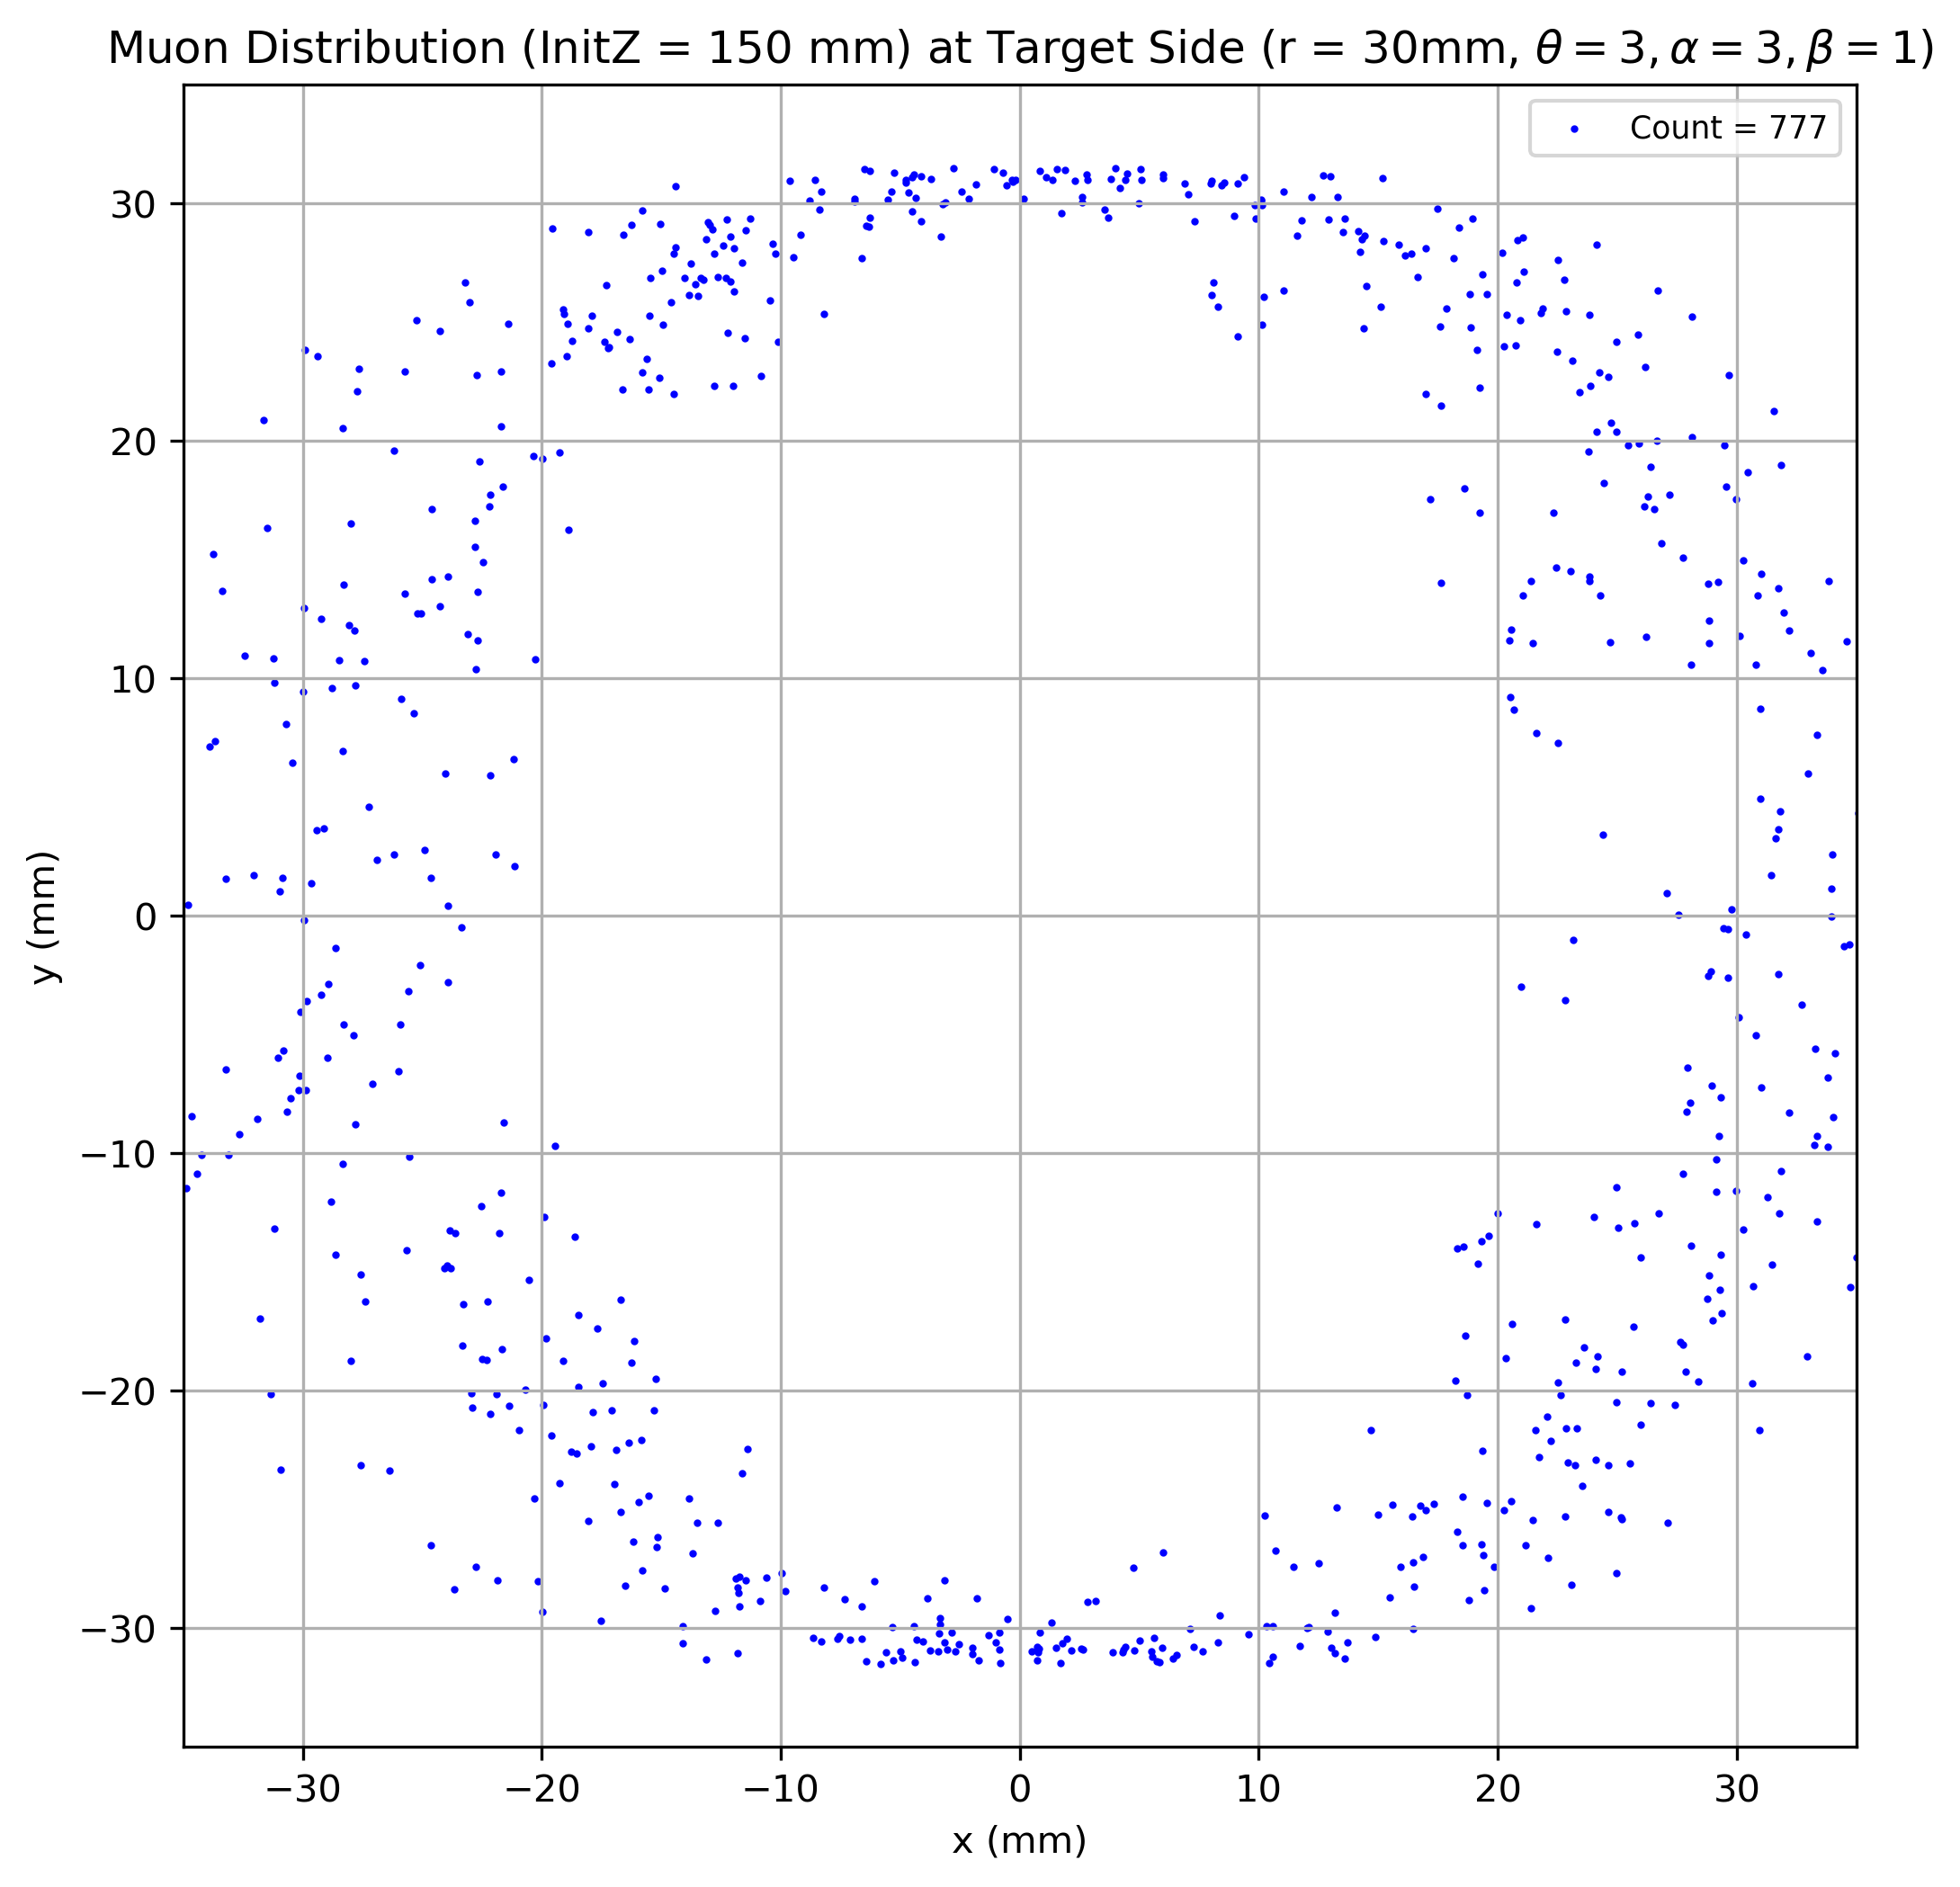 Muon Distribution (InitZ = 150 mm) at Target Side (r = 30mm, θ = 3, α = 3, β = 1)
Count = 777
30
20
10
0
−10
−20
−30
y (mm)
−30 −20 −10 0 10 20 30
x (mm)